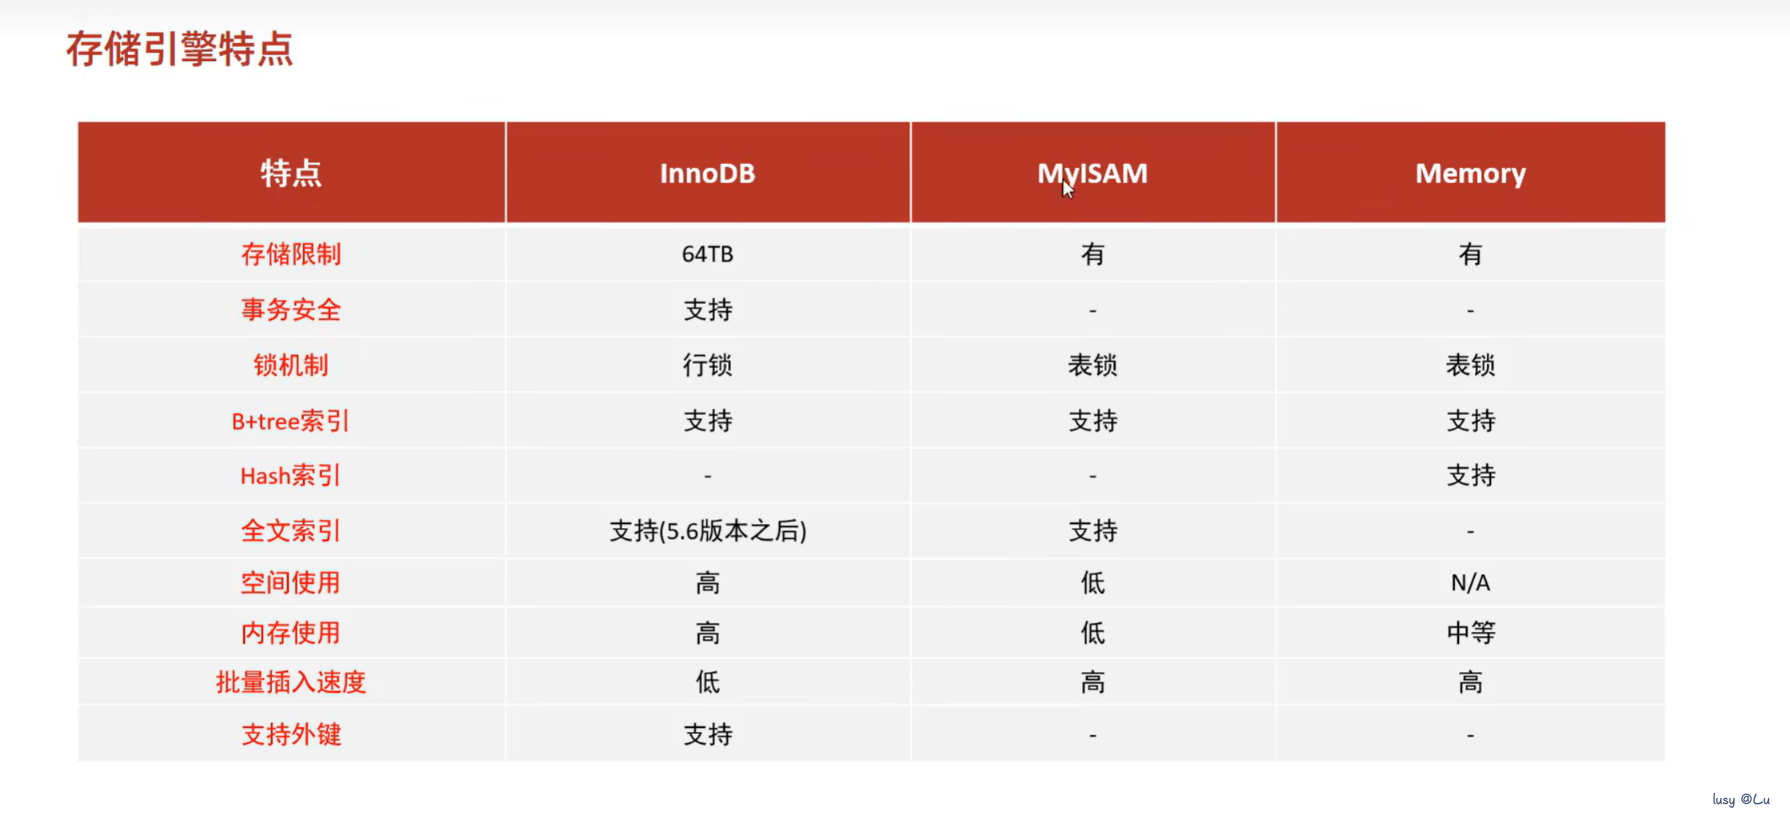 存储引擎特点
特点 InnoDB MyISAM Memory
存储限制 64TB 有 有
事务安全 支持 - -
锁机制 行锁 表锁 表锁
B+tree索引 支持 支持 支持
Hash索引 - - 支持
全文索引 支持(5.6版本之后) 支持 -
空间使用 高 低 N/A
内存使用 高 低 中等
批量插入速度 低 高 高
支持外键 支持 - -
lusy @Lu